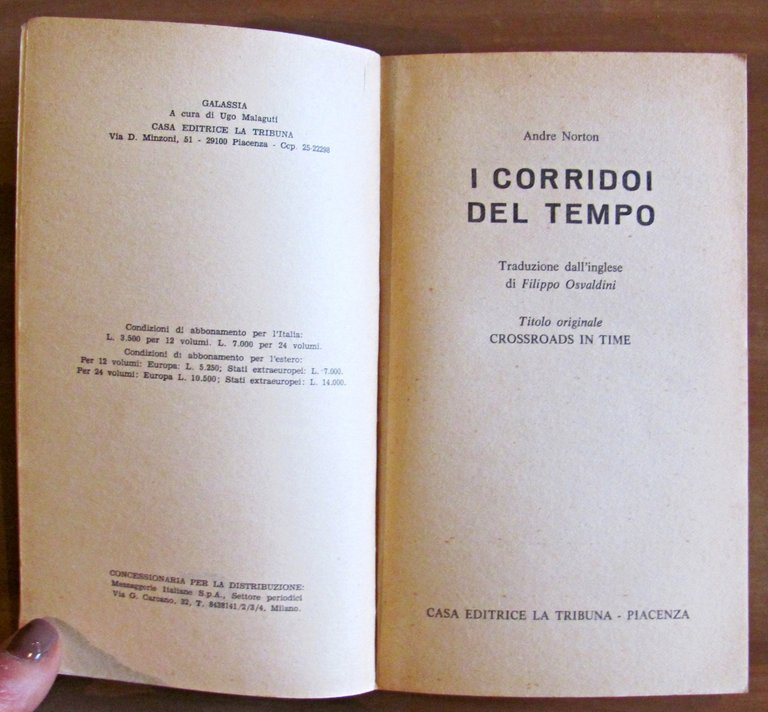 GALASSIA
A cura di Ugo Malaguti
CASA EDITRICE LA TRIBUNA
Via D. Minzoni, 51 - 29100 Piacenza - Ccp. 25-22298
Condizioni di abbonamento per l'Italia:
L. 3.500 per 12 volumi. L. 7.000 per 24 volumi.
Condizioni di abbonamento per l'estero:
Per 12 volumi: Europa: L. 5.250; Stati extraeuropei: L. 7.000.
Per 24 volumi: Europa L. 10.500; Stati extraeuropei: L. 14.000.
CONCESSIONARIA PER LA DISTRIBUZIONE:
Messaggerie Italiane S.p.A., Settore periodici
Via G. Carcano, 32, T. 8438141/2/3/4, Milano.
Andre Norton
I CORRIDOI
DEL TEMPO
Traduzione dall'inglese
di Filippo Osvaldini
Titolo originale
CROSSROADS IN TIME
CASA EDITRICE LA TRIBUNA - PIACENZA